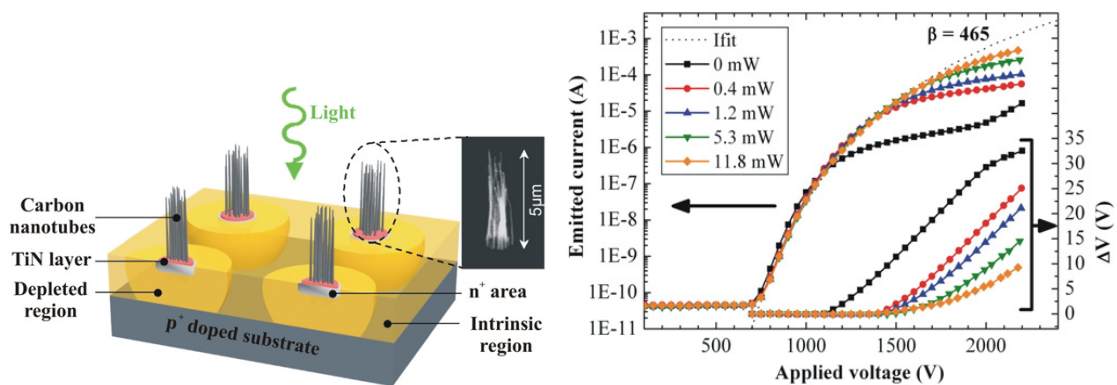 Light
Carbon
nanotubes
TiN layer
Depleted
region
p⁺ doped substrate
n⁺ area
Intrinsic
region
5μm
Emitted current (A)
1E-3
1E-4
1E-5
1E-6
1E-7
1E-8
1E-9
1E-10
1E-11
Ifit
0 mW
0.4 mW
1.2 mW
5.3 mW
11.8 mW
β = 465
35
30
25
20
15
10
5
0
ΔV (V)
500 1000 1500 2000
Applied voltage (V)